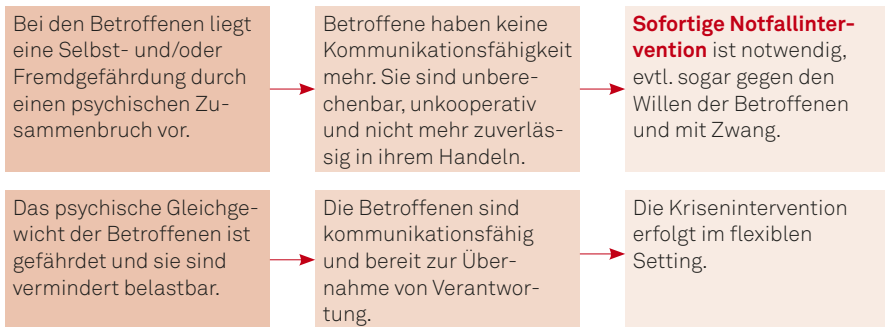 Bei den Betroffenen liegt
eine Selbst- und/oder
Fremdgefährdung durch
einen psychischen Zu-
sammenbruch vor.
Betroffene haben keine
Kommunikationsfähigkeit
mehr. Sie sind unbere-
chenbar, unkooperativ
und nicht mehr zuverläs-
sig in ihrem Handeln.
Sofortige Notfallinter-
vention ist notwendig,
evtl. sogar gegen den
Willen der Betroffenen
und mit Zwang.
Das psychische Gleichge-
wicht der Betroffenen ist
gefährdet und sie sind
vermindert belastbar.
Die Betroffenen sind
kommunikationsfähig
und bereit zur Über-
nahme von Verantwor-
tung.
Die Krisenintervention
erfolgt im flexiblen
Setting.